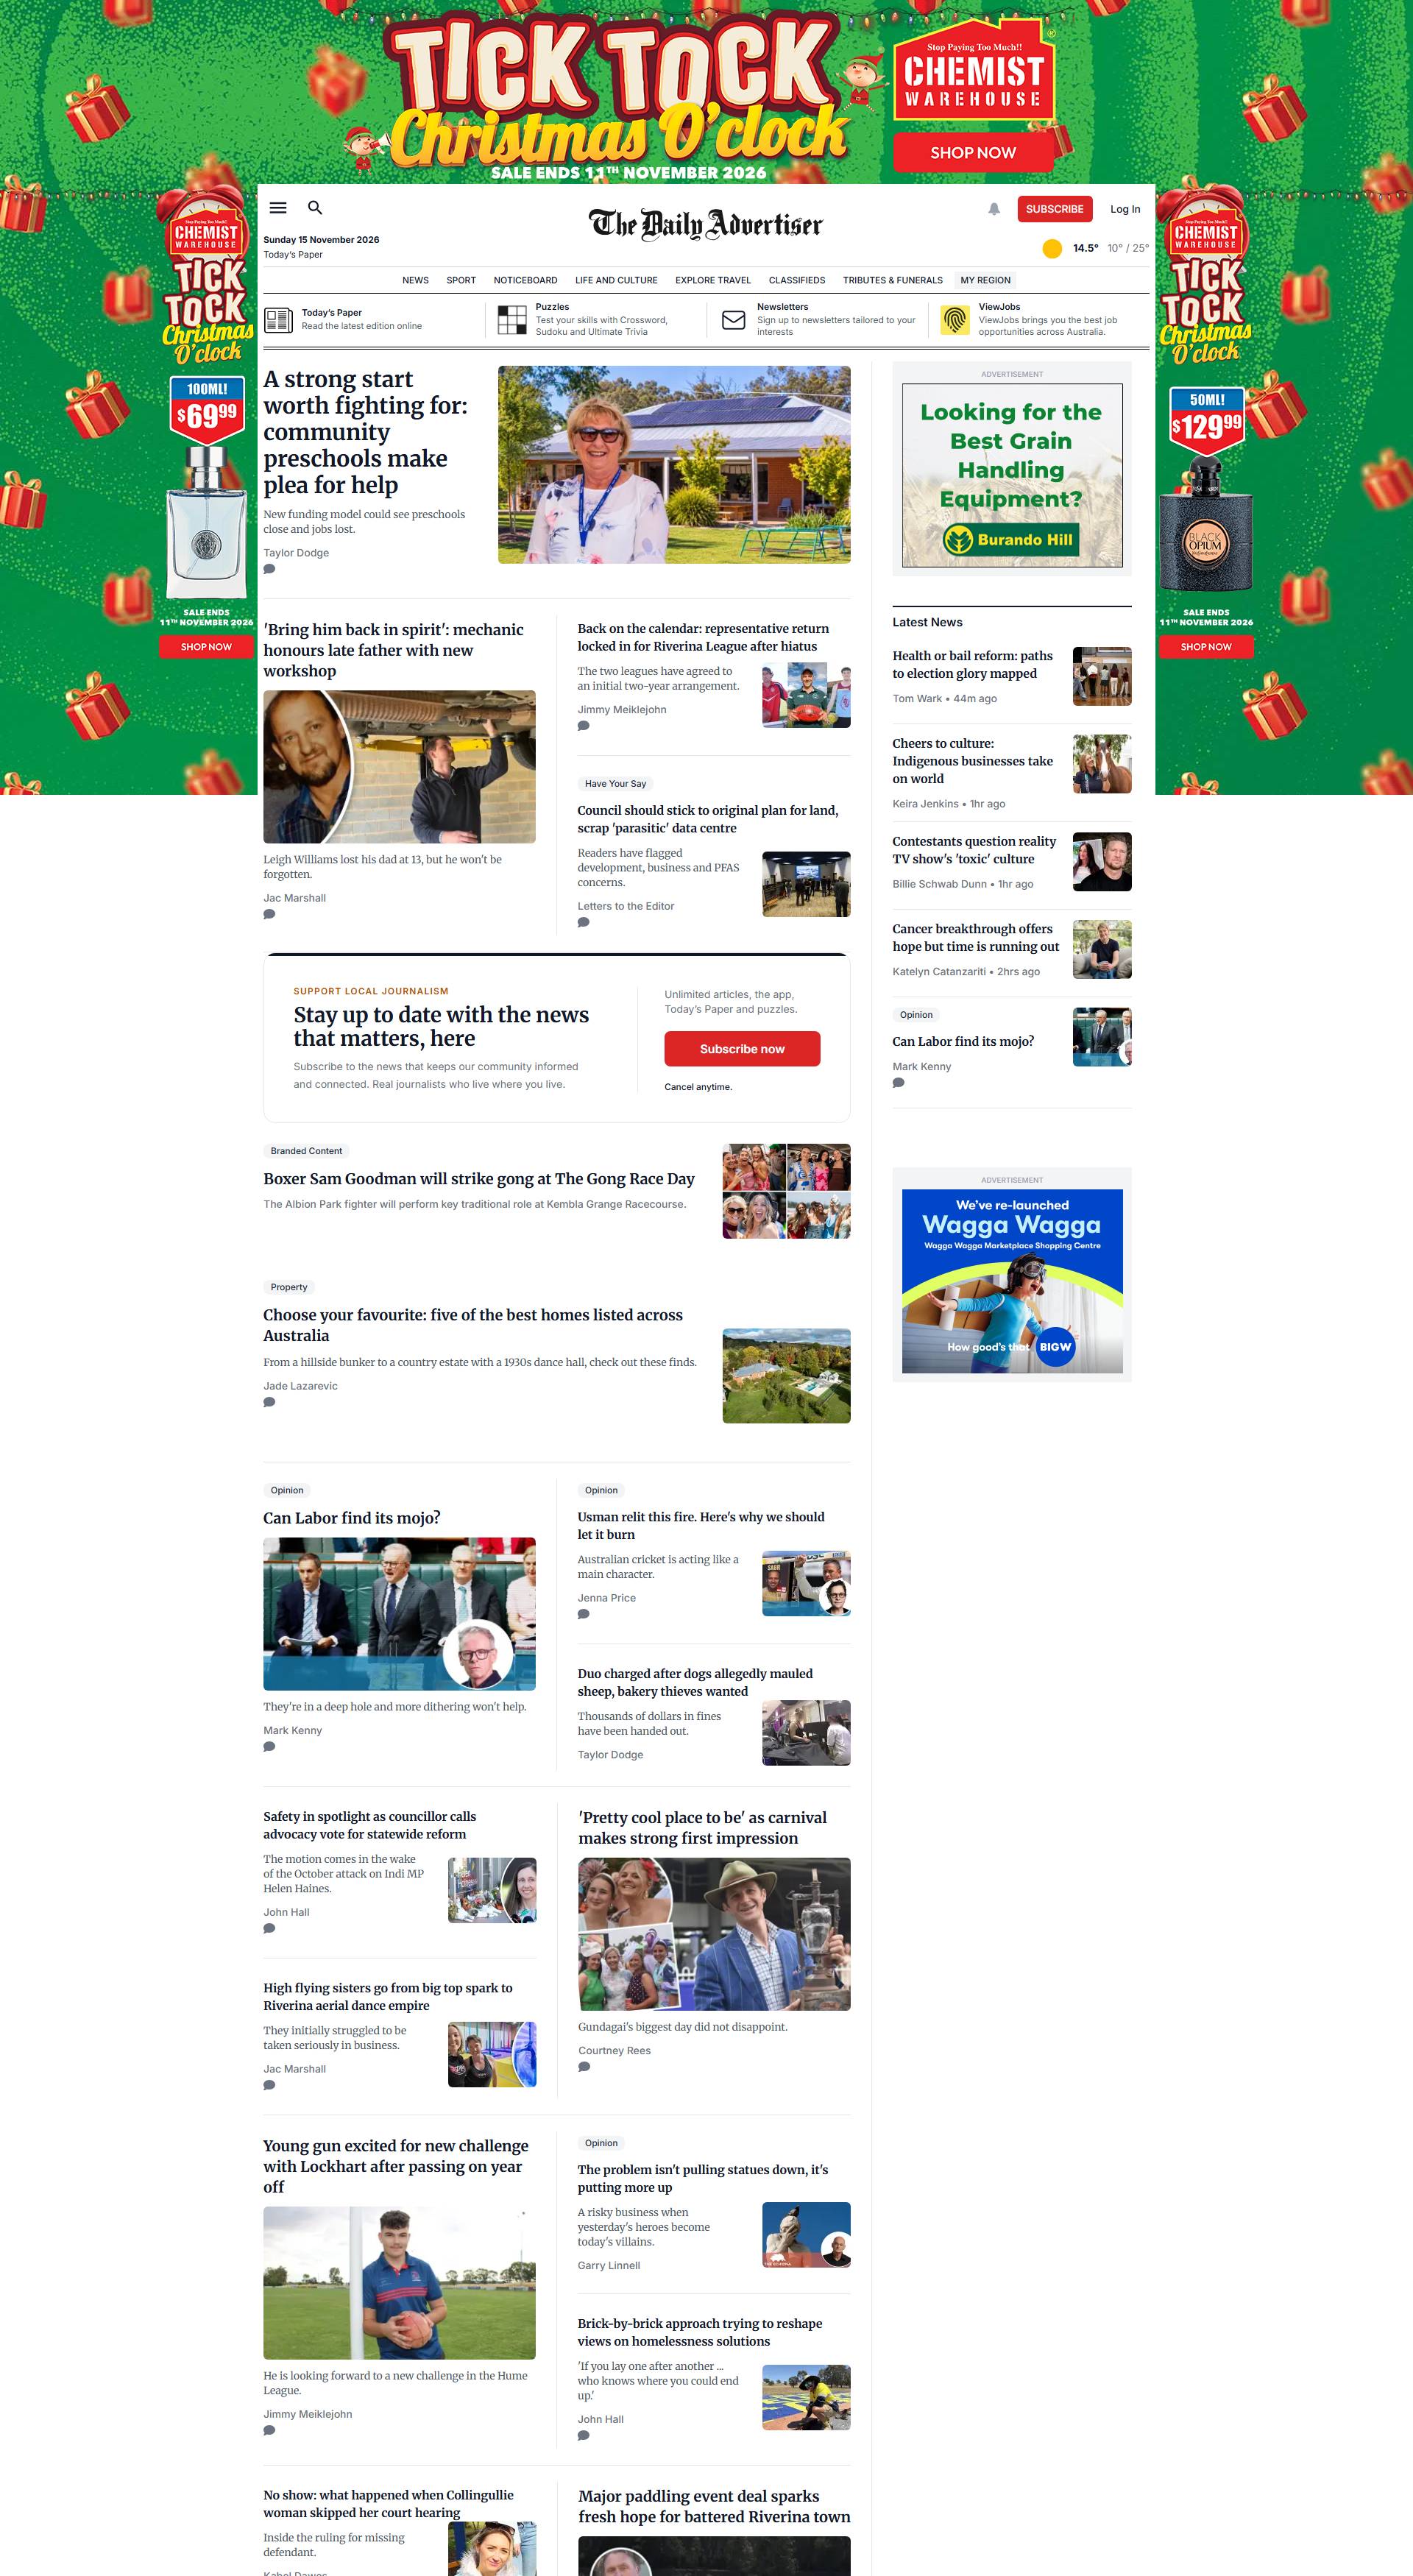 TICK TOCK
Christmas O'clock
SALE ENDS 11TH NOVEMBER 2026
Stop Paying Too Much!!
CHEMIST
WAREHOUSE
®
SHOP NOW
Stop Paying Too Much!!
CHEMIST
WAREHOUSE
TICK
TOCK
Christmas
O'clock
100ML!
$6999
SALE ENDS
11TH NOVEMBER 2026
SHOP NOW
Stop Paying Too Much!!
CHEMIST
WAREHOUSE
TICK
TOCK
Christmas
O'clock
50ML!
$12999
BLACK
OPIUM
SALE ENDS
11TH NOVEMBER 2026
SHOP NOW
The Daily Advertiser
SUBSCRIBE
Log In
Sunday 15 November 2026
Today's Paper
14.5° 10° / 25°
NEWS SPORT NOTICEBOARD LIFE AND CULTURE EXPLORE TRAVEL CLASSIFIEDS TRIBUTES & FUNERALS MY REGION
Today's Paper
Read the latest edition online
Puzzles
Test your skills with Crossword,
Sudoku and Ultimate Trivia
Newsletters
Sign up to newsletters tailored to your
interests
ViewJobs
ViewJobs brings you the best job
opportunities across Australia.
A strong start
worth fighting for:
community
preschools make
plea for help
New funding model could see preschools
close and jobs lost.
Taylor Dodge
'Bring him back in spirit': mechanic
honours late father with new
workshop
Leigh Williams lost his dad at 13, but he won't be
forgotten.
Jac Marshall
Back on the calendar: representative return
locked in for Riverina League after hiatus
The two leagues have agreed to
an initial two-year arrangement.
Jimmy Meiklejohn
Have Your Say
Council should stick to original plan for land,
scrap 'parasitic' data centre
Readers have flagged
development, business and PFAS
concerns.
Letters to the Editor
SUPPORT LOCAL JOURNALISM
Stay up to date with the news
that matters, here
Subscribe to the news that keeps our community informed
and connected. Real journalists who live where you live.
Unlimited articles, the app,
Today's Paper and puzzles.
Subscribe now
Cancel anytime.
Branded Content
Boxer Sam Goodman will strike gong at The Gong Race Day
The Albion Park fighter will perform key traditional role at Kembla Grange Racecourse.
Property
Choose your favourite: five of the best homes listed across
Australia
From a hillside bunker to a country estate with a 1930s dance hall, check out these finds.
Jade Lazarevic
Opinion
Can Labor find its mojo?
They're in a deep hole and more dithering won't help.
Mark Kenny
Opinion
Usman relit this fire. Here's why we should
let it burn
Australian cricket is acting like a
main character.
Jenna Price
Duo charged after dogs allegedly mauled
sheep, bakery thieves wanted
Thousands of dollars in fines
have been handed out.
Taylor Dodge
Safety in spotlight as councillor calls
advocacy vote for statewide reform
The motion comes in the wake
of the October attack on Indi MP
Helen Haines.
John Hall
High flying sisters go from big top spark to
Riverina aerial dance empire
They initially struggled to be
taken seriously in business.
Jac Marshall
'Pretty cool place to be' as carnival
makes strong first impression
Gundagai's biggest day did not disappoint.
Courtney Rees
Young gun excited for new challenge
with Lockhart after passing on year
off
He is looking forward to a new challenge in the Hume
League.
Jimmy Meiklejohn
Opinion
The problem isn't pulling statues down, it's
putting more up
A risky business when
yesterday's heroes become
today's villains.
Garry Linnell
Brick-by-brick approach trying to reshape
views on homelessness solutions
'If you lay one after another ...
who knows where you could end
up.'
John Hall
No show: what happened when Collingullie
woman skipped her court hearing
Inside the ruling for missing
defendant.
Major paddling event deal sparks
fresh hope for battered Riverina town
ADVERTISEMENT
Looking for the
Best Grain
Handling
Equipment?
Burando Hill
Latest News
Health or bail reform: paths
to election glory mapped
Tom Wark • 44m ago
Cheers to culture:
Indigenous businesses take
on world
Keira Jenkins • 1hr ago
Contestants question reality
TV show's 'toxic' culture
Billie Schwab Dunn • 1hr ago
Cancer breakthrough offers
hope but time is running out
Katelyn Catanzariti • 2hrs ago
Opinion
Can Labor find its mojo?
Mark Kenny
ADVERTISEMENT
We've re-launched
Wagga Wagga
Wagga Wagga Marketplace Shopping Centre
How good's that
BIGW